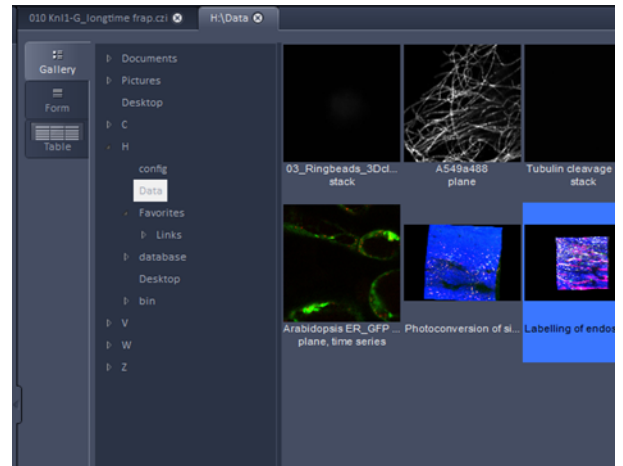 010 Knl1-G_longtime frap.czi
H:\Data
Gallery
Form
Table
Documents
Pictures
Desktop
C
H
config
Data
Favorites
Links
database
Desktop
bin
V
W
Z
03_Ringbeads_3Dcl...
stack
A549a488
plane
Tubulin cleavage
stack
Arabidopsis ER_GFP ...
plane, time series
Photoconversion of si...
Labelling of endos